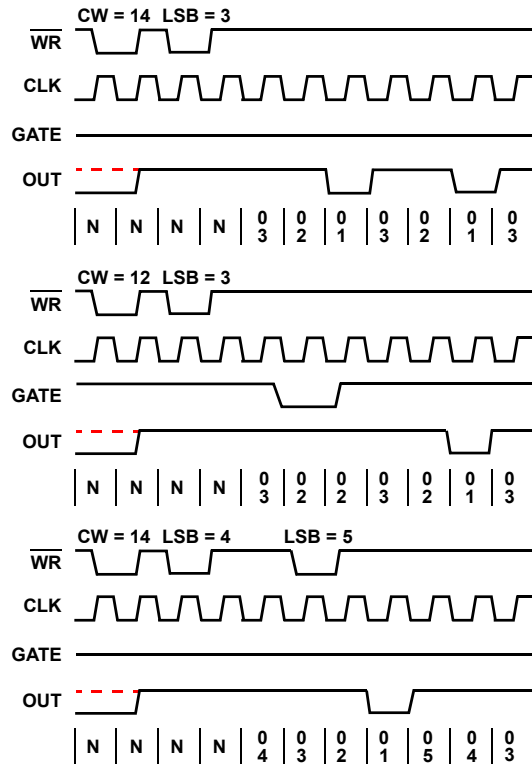 CW = 14 LSB = 3
WR
CLK
GATE
OUT
N N N N 0 0 0 0 0 0 0
3 2 1 3 2 1 3
CW = 12 LSB = 3
WR
CLK
GATE
OUT
N N N N 0 0 0 0 0 0 0
3 2 2 3 2 1 3
CW = 14 LSB = 4 LSB = 5
WR
CLK
GATE
OUT
N N N N 0 0 0 0 0 0 0
4 3 2 1 5 4 3